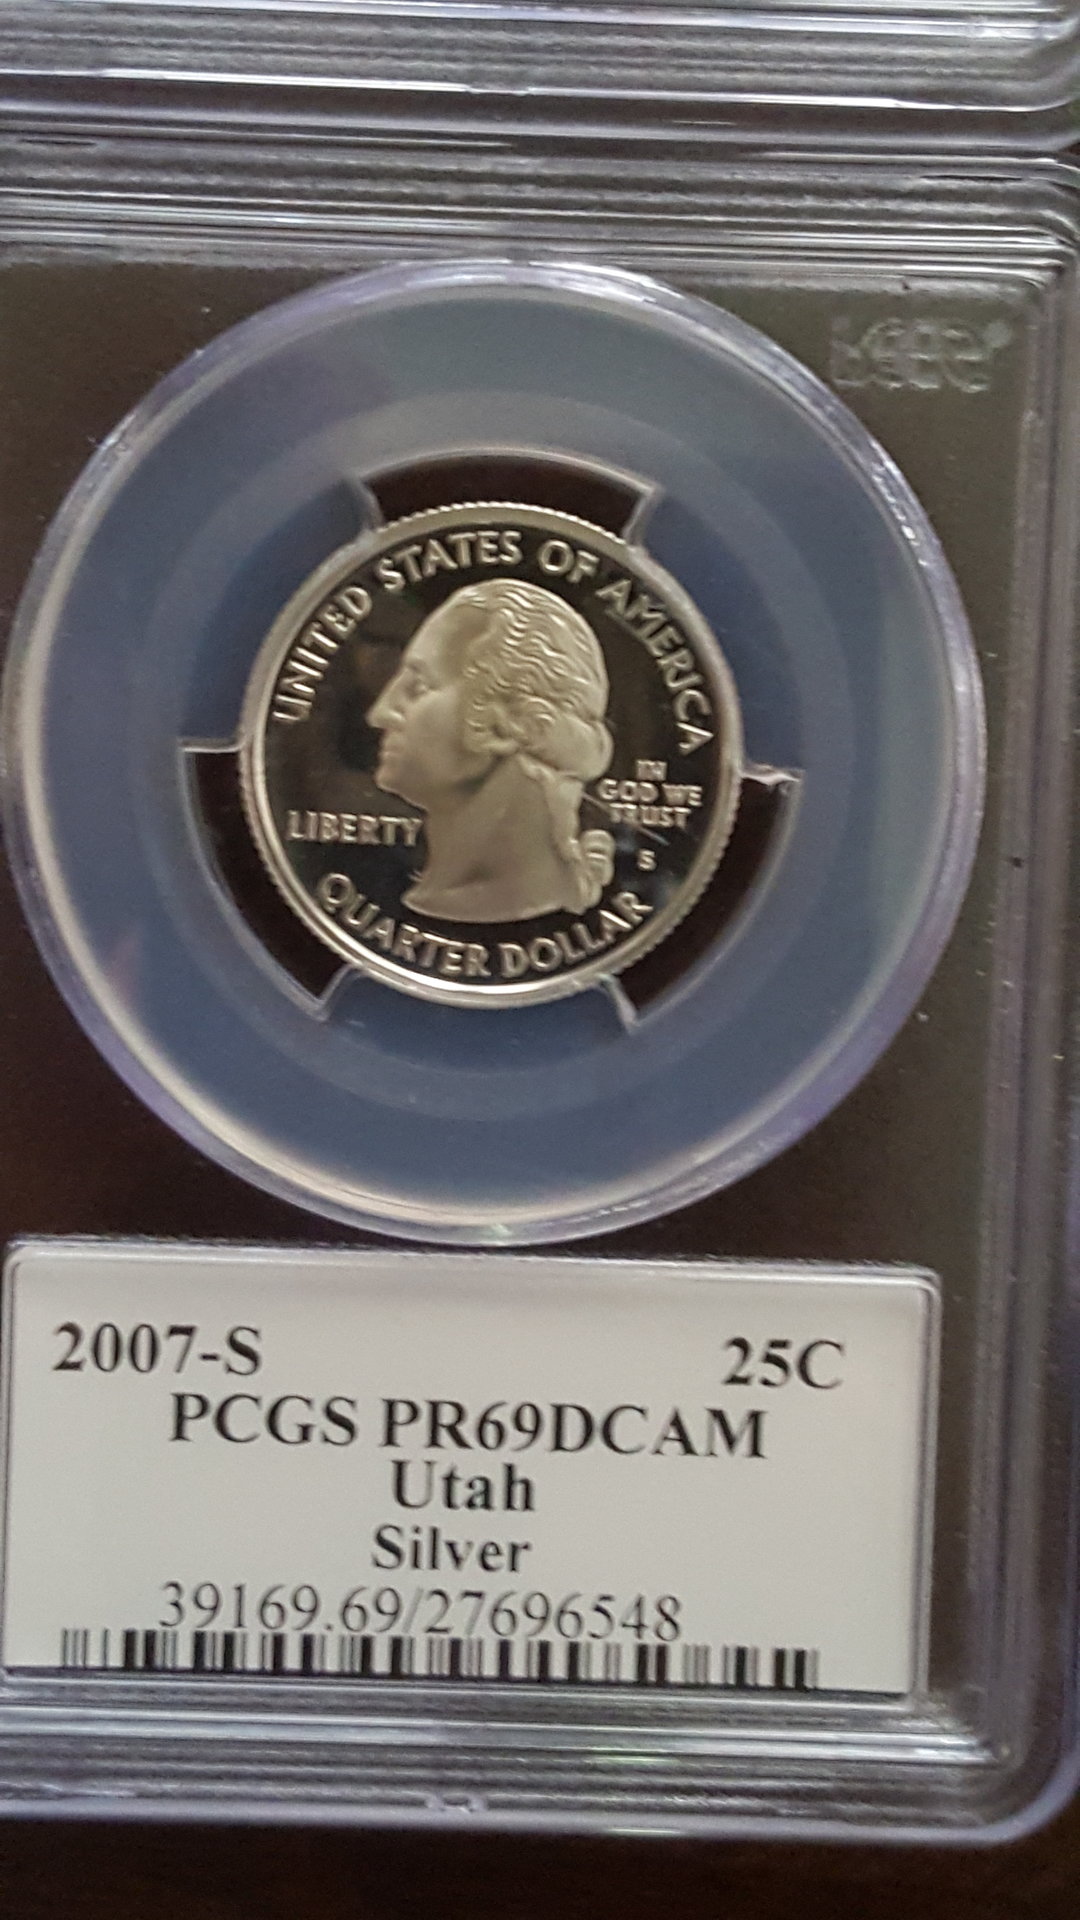 UNITED STATES OF AMERICA
LIBERTY
IN
GOD WE
TRUST
S
QUARTER DOLLAR
2007-S 25C
PCGS PR69DCAM
Utah
Silver
39169.69/27696548